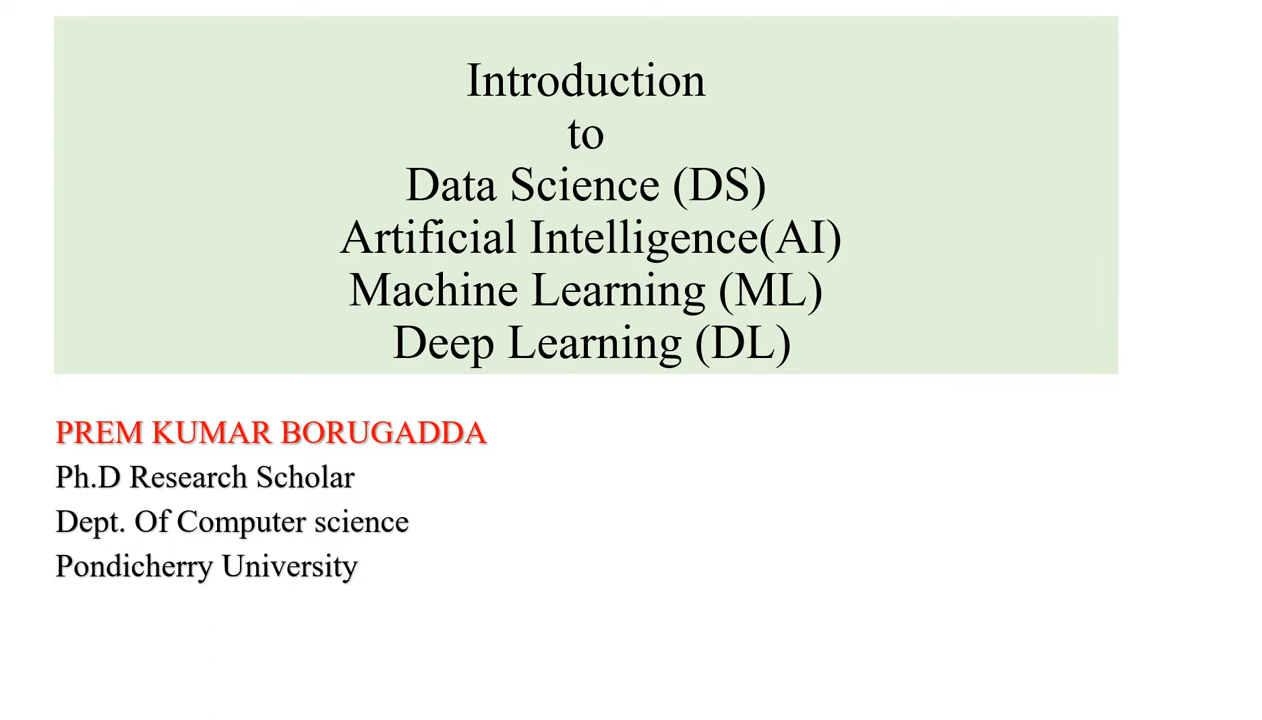 Introduction
to
Data Science (DS)
Artificial Intelligence(AI)
Machine Learning (ML)
Deep Learning (DL)
PREM KUMAR BORUGADDA
Ph.D Research Scholar
Dept. Of Computer science
Pondicherry University